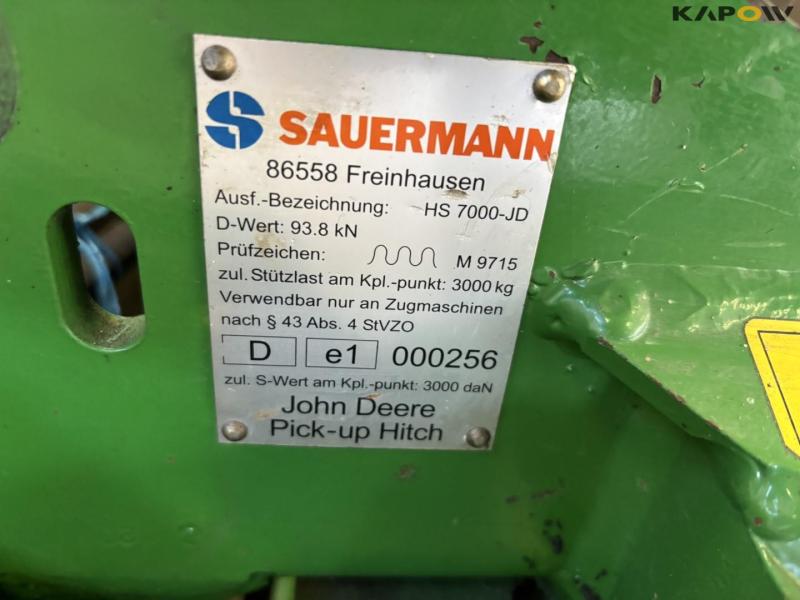 KAPOW
SAUERMANN
86558 Freinhausen
Ausf.-Bezeichnung: HS 7000-JD
D-Wert: 93.8 kN
Prüfzeichen: M 9715
zul. Stützlast am Kpl.-punkt: 3000 kg
Verwendbar nur an Zugmaschinen
nach § 43 Abs. 4 StVZO
D e1 000256
zul. S-Wert am Kpl.-punkt: 3000 daN
John Deere
Pick-up Hitch